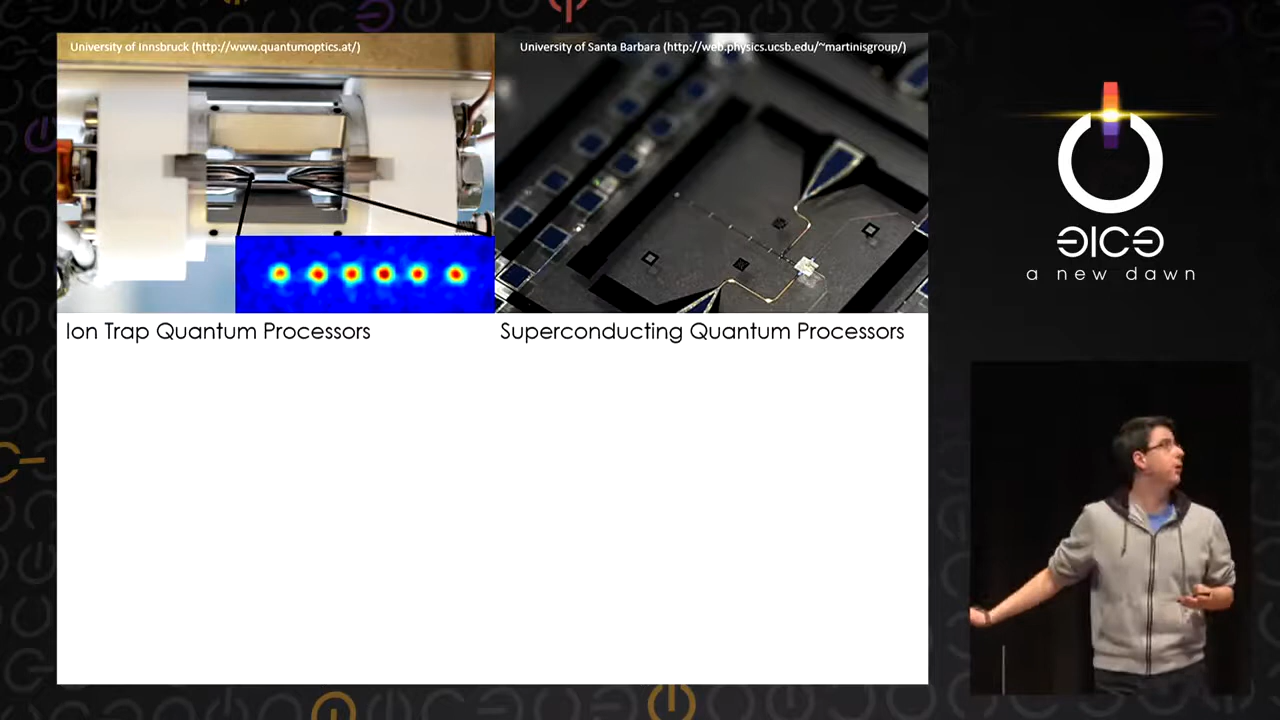 University of Innsbruck (http://www.quantumoptics.at/)
University of Santa Barbara (http://web.physics.ucsb.edu/~martinisgroup/)
Ion Trap Quantum Processors
Superconducting Quantum Processors
31C3
a new dawn